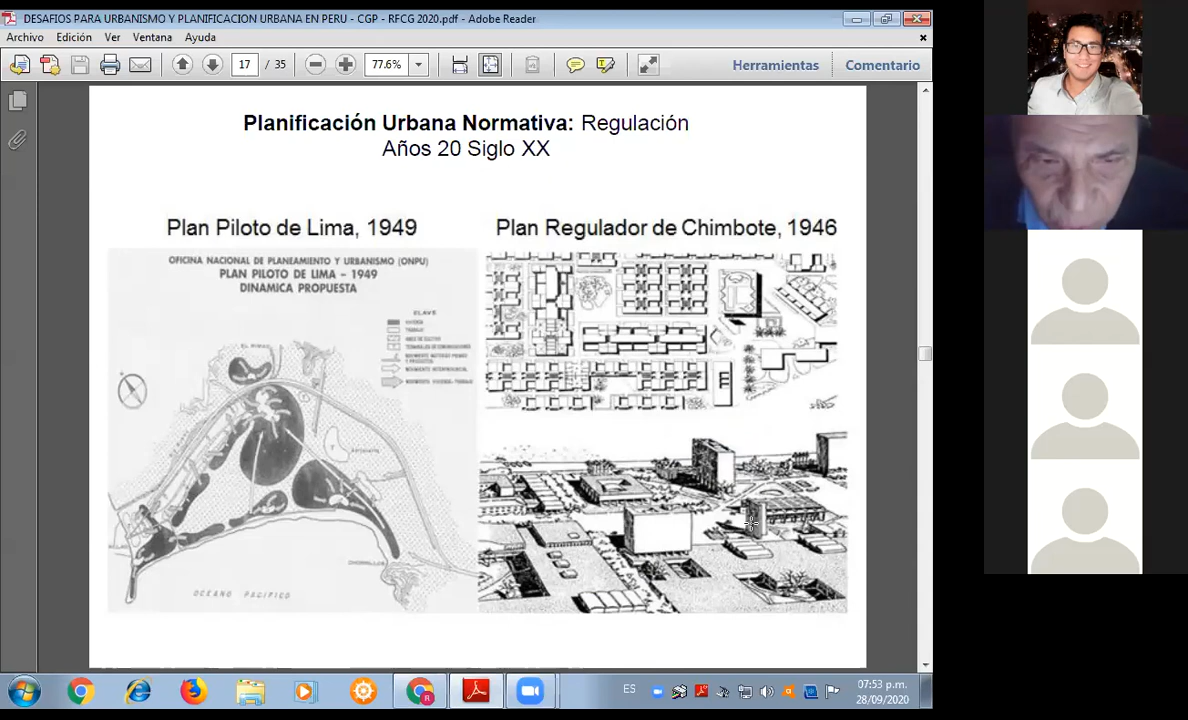 DESAFIOS PARA URBANISMO Y PLANIFICACION URBANA EN PERU - CGP - RFCG 2020.pdf - Adobe Reader
Archivo Edición Ver Ventana Ayuda
17 / 35 77.6% Herramientas Comentario
Planificación Urbana Normativa: Regulación
Años 20 Siglo XX
Plan Piloto de Lima, 1949
Plan Regulador de Chimbote, 1946
OFICINA NACIONAL DE PLANEAMIENTO Y URBANISMO (ONPU)
PLAN PILOTO DE LIMA - 1949
DINAMICA PROPUESTA
CLAVE
OCEANO PACIFICO
ES
07:53 p.m.
28/09/2020